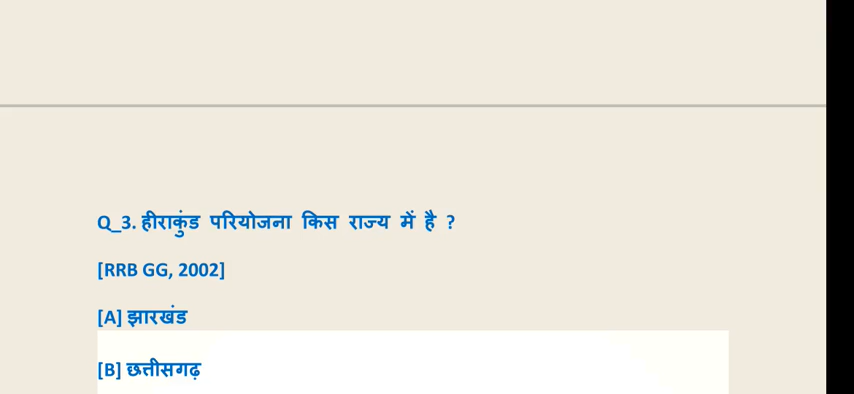 Q_3. हीराकुंड परियोजना किस राज्य में है ?
[RRB GG, 2002]
[A] झारखंड
[B] छत्तीसगढ़